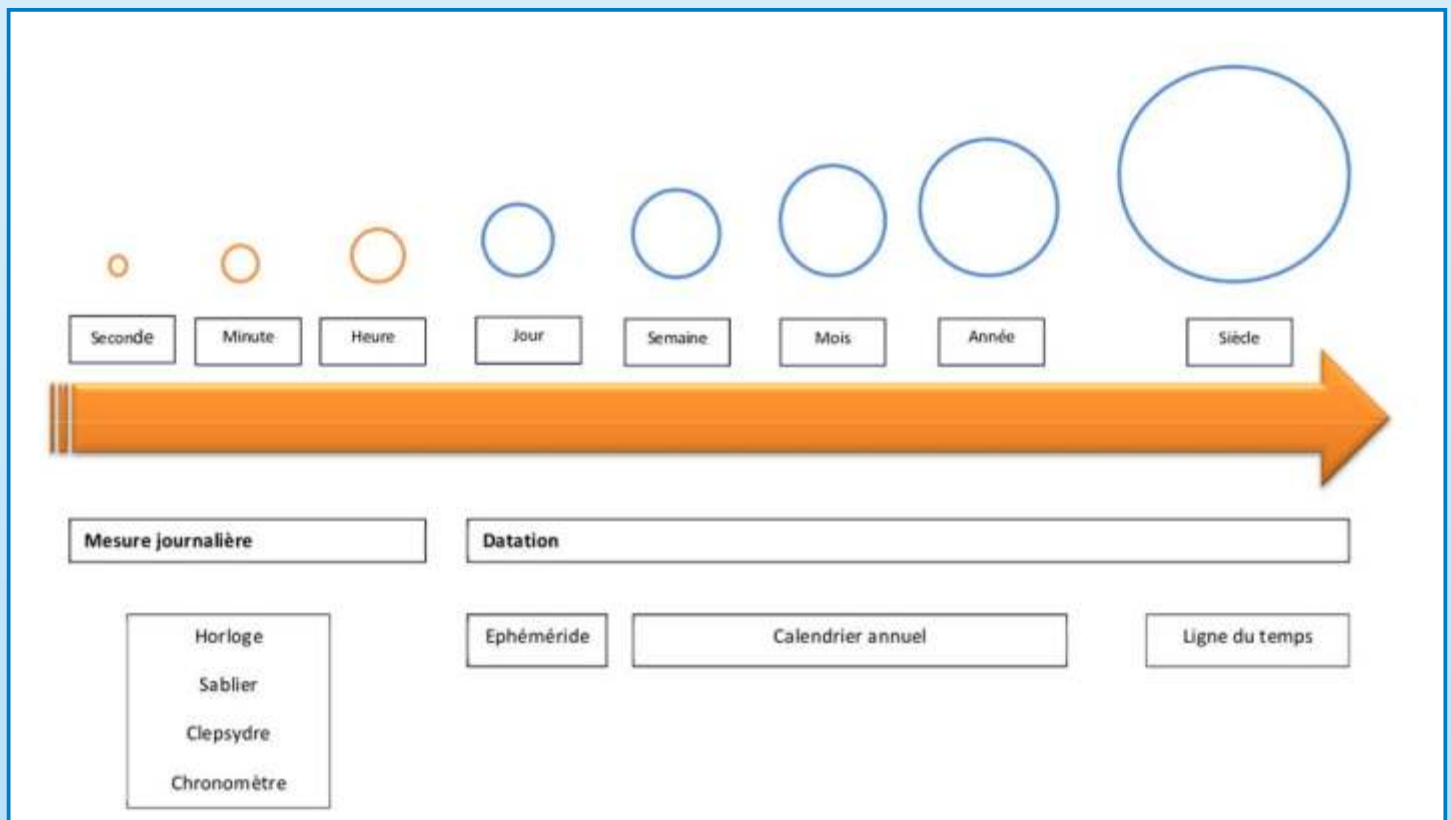 Seconde
Minute
Heure
Jour
Semaine
Mois
Année
Siècle
Mesure journalière
Datation
Horloge
Sablier
Clepsydre
Chronomètre
Ephéméride
Calendrier annuel
Ligne du temps